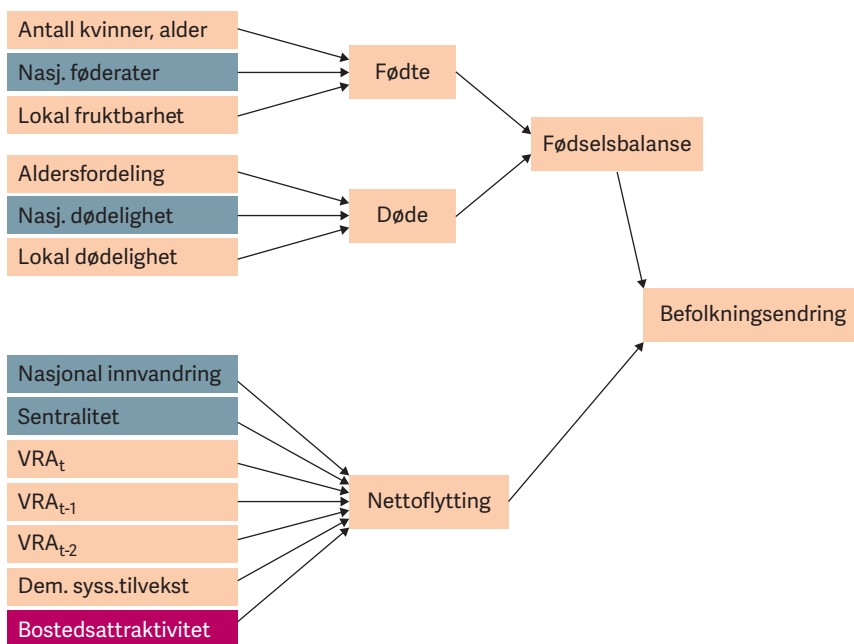 Antall kvinner, alder
Nasj. føderater
Lokal fruktbarhet
Fødte
Fødselsbalanse
Aldersfordeling
Nasj. dødelighet
Lokal dødelighet
Døde
Befolkningsendring
Nasjonal innvandring
Sentralitet
VRAt
VRAt-1
VRAt-2
Dem. syss.tilvekst
Bostedsattraktivitet
Nettoflytting